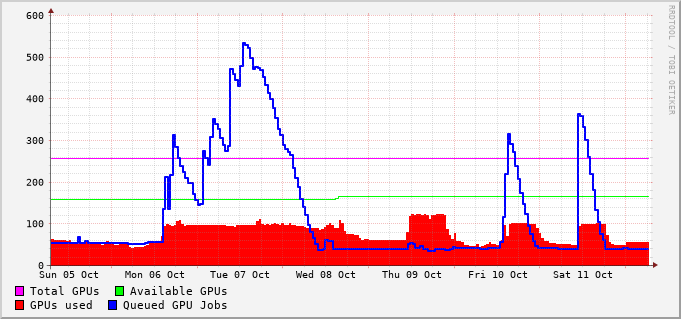 600
500
400
300
200
100
0
Sun 05 Oct Mon 06 Oct Tue 07 Oct Wed 08 Oct Thu 09 Oct Fri 10 Oct Sat 11 Oct
Total GPUs Available GPUs
GPUs used Queued GPU Jobs
RRDTOOL / TOBI OETIKER